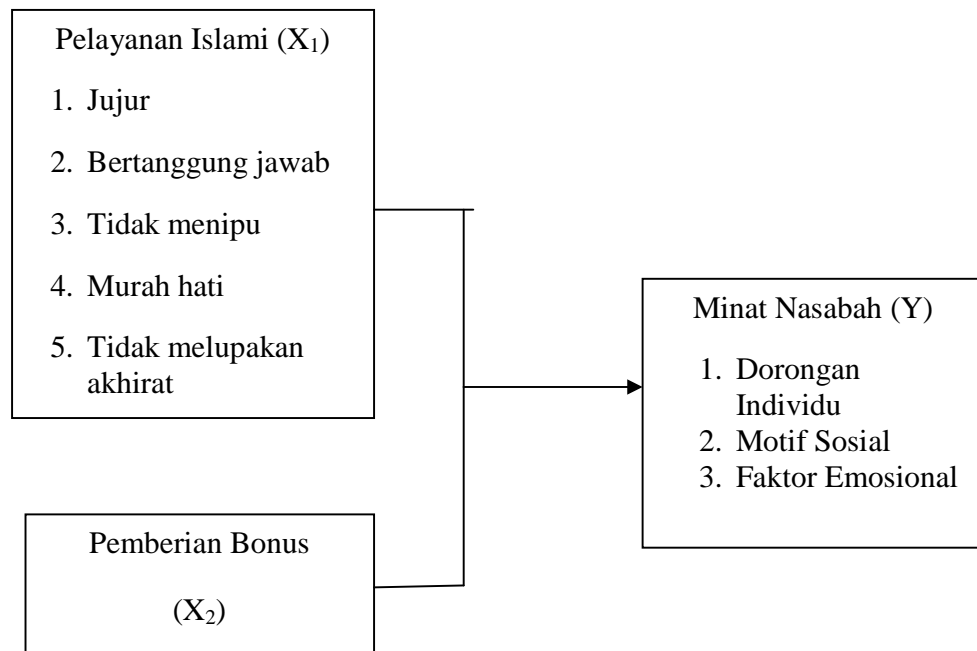 Pelayanan Islami (X₁)
1. Jujur
2. Bertanggung jawab
3. Tidak menipu
4. Murah hati
5. Tidak melupakan
akhirat
Minat Nasabah (Y)
1. Dorongan
Individu
2. Motif Sosial
3. Faktor Emosional
Pemberian Bonus
(X₂)